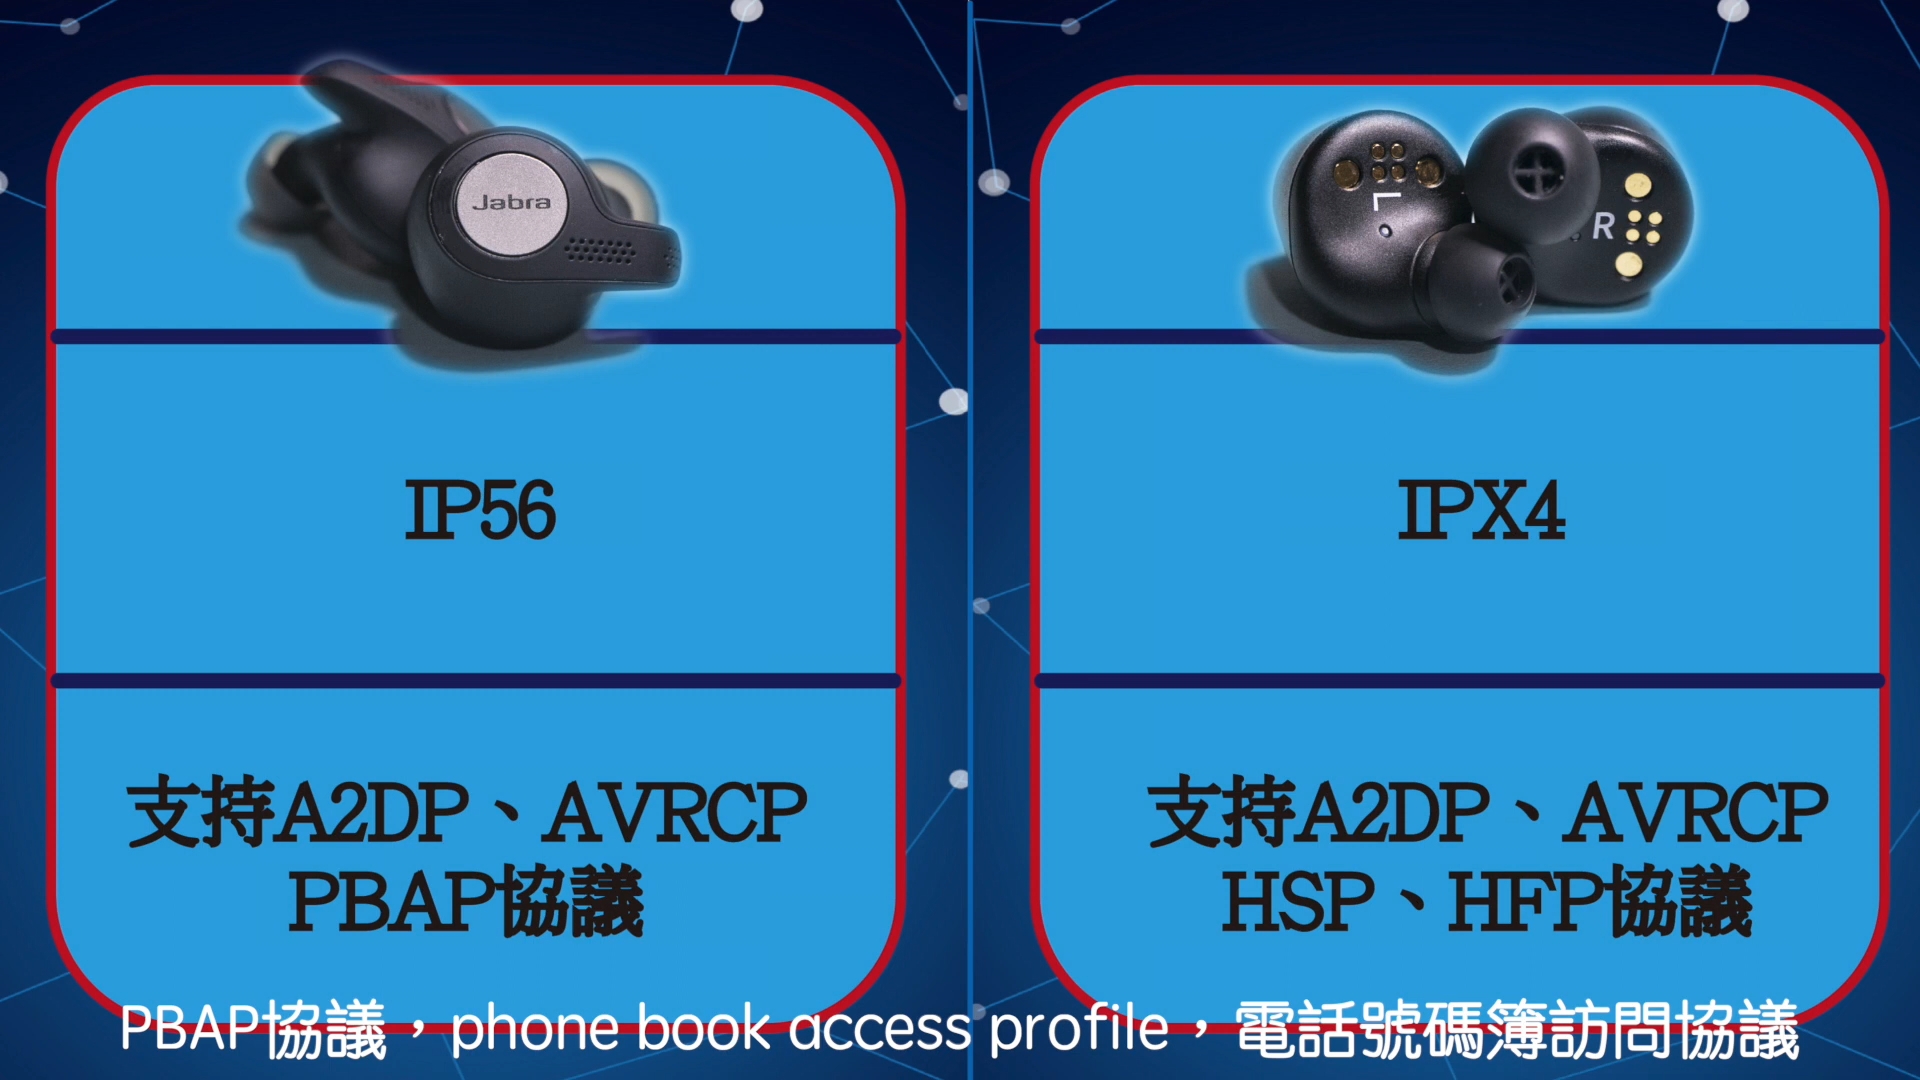 Jabra
L
R
IP56
IPX4
支持A2DP、AVRCP
PBAP協議
支持A2DP、AVRCP
HSP、HFP協議
PBAP協議，phone book access profile，電話號碼簿訪問協議